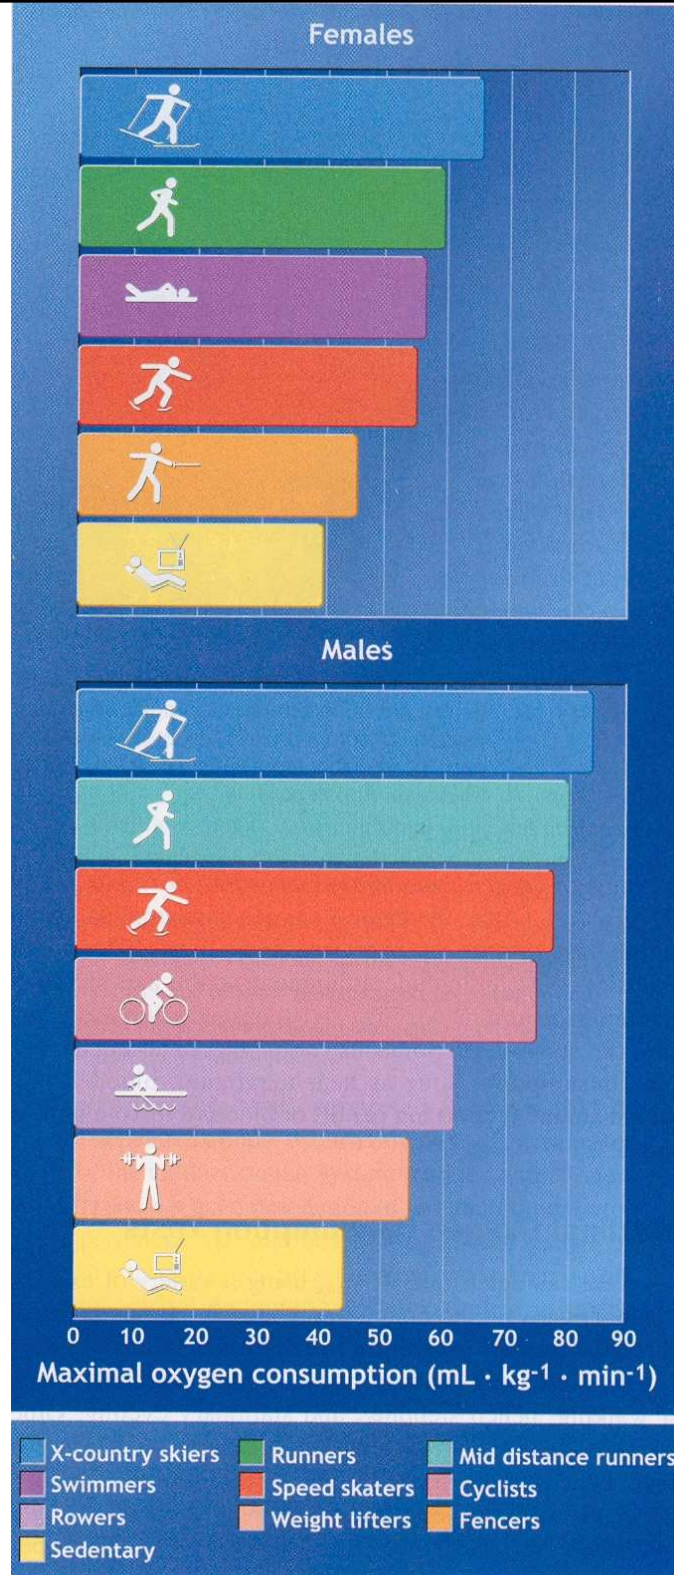 Females
Males
0 10 20 30 40 50 60 70 80 90
Maximal oxygen consumption (mL · kg-1 · min-1)
X-country skiers Runners Mid distance runners
Swimmers Speed skaters Cyclists
Rowers Weight lifters Fencers
Sedentary